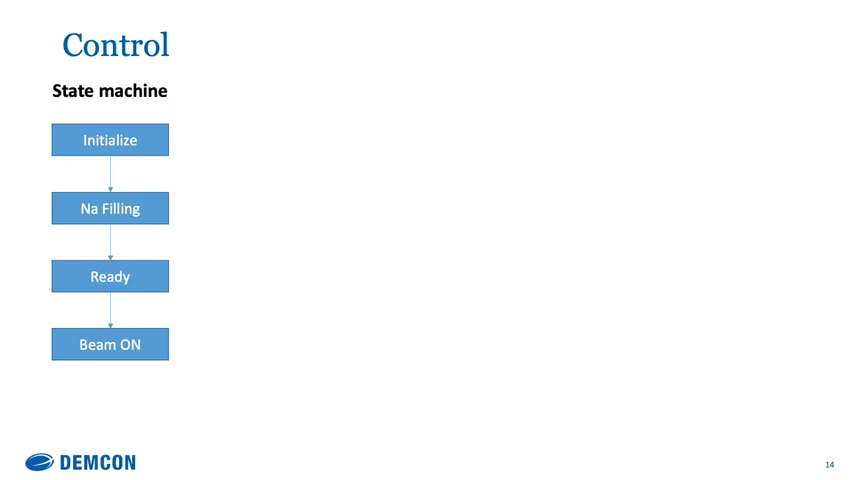 Control
State machine
Initialize
Na Filling
Ready
Beam ON
DEMCON
14